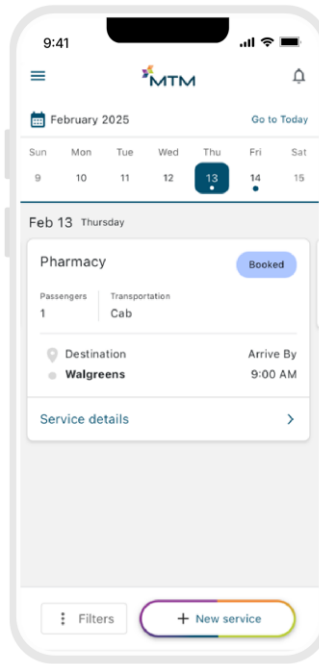 9:41
MTM
February 2025
Go to Today
Sun Mon Tue Wed Thu Fri Sat
9 10 11 12 13 14 15
Feb 13 Thursday
Pharmacy
Booked
Passengers Transportation
1 Cab
Destination Arrive By
Walgreens 9:00 AM
Service details
Filters
+ New service